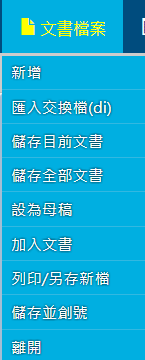 文書檔案
新增
匯入交換檔(di)
儲存目前文書
儲存全部文書
設為母稿
加入文書
列印/另存新檔
儲存並創號
離開